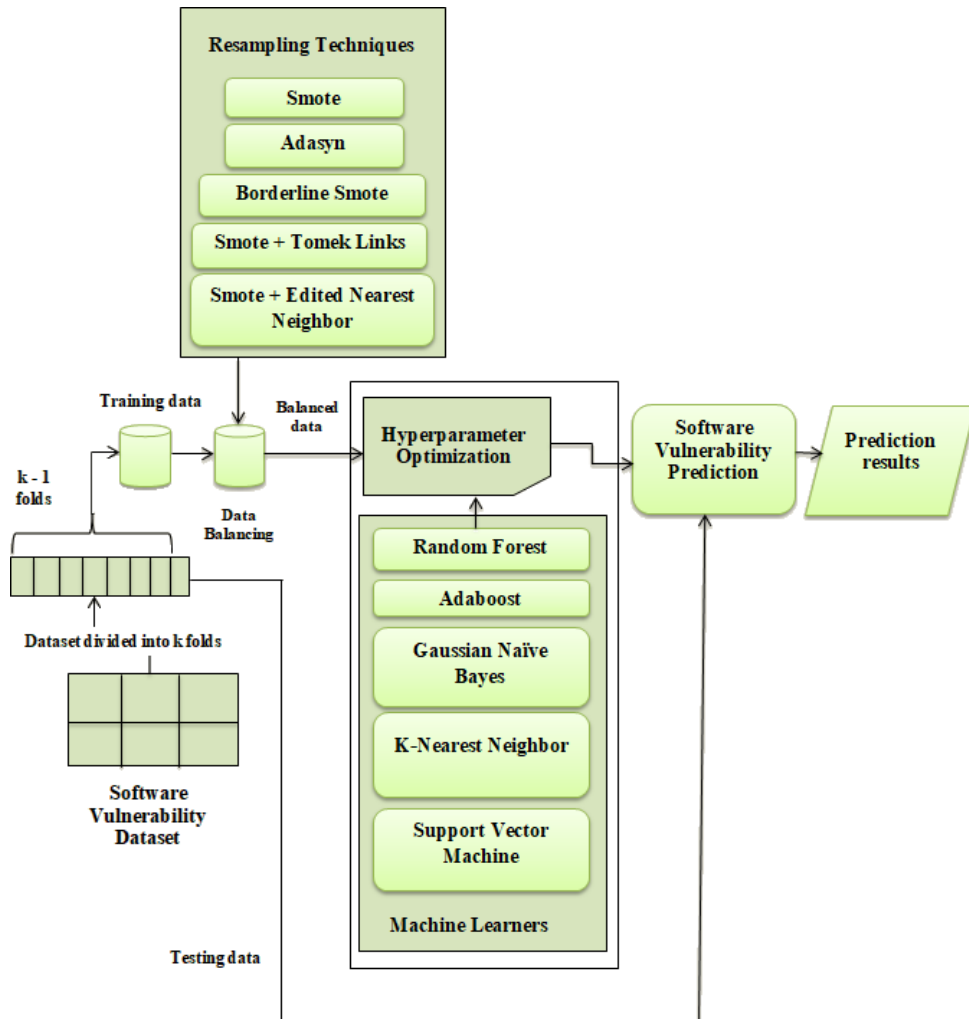 Resampling Techniques
Smote
Adasyn
Borderline Smote
Smote + Tomek Links
Smote + Edited Nearest
Neighbor
Training data
Balanced
data
k - 1
folds
Data
Balancing
Hyperparameter
Optimization
Software
Vulnerability
Prediction
Prediction
results
Random Forest
Adaboost
Gaussian Naïve
Bayes
K-Nearest Neighbor
Support Vector
Machine
Machine Learners
Dataset divided into k folds
Software
Vulnerability
Dataset
Testing data